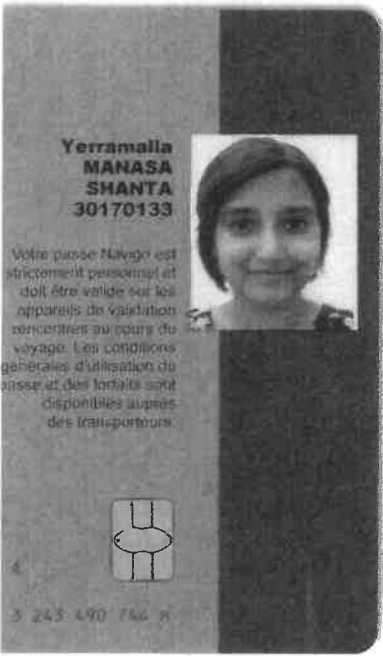 Yerramalla
MANASA
SHANTA
30170133
Votre passe Navigo est
strictement personnel et
doit être validé sur les
appareils de validation
rencontrés au cours du
voyage. Les conditions
générales d'utilisation du
passe et des forfaits sont
disponibles auprès
des transporteurs.
4
3 243 490 744 H